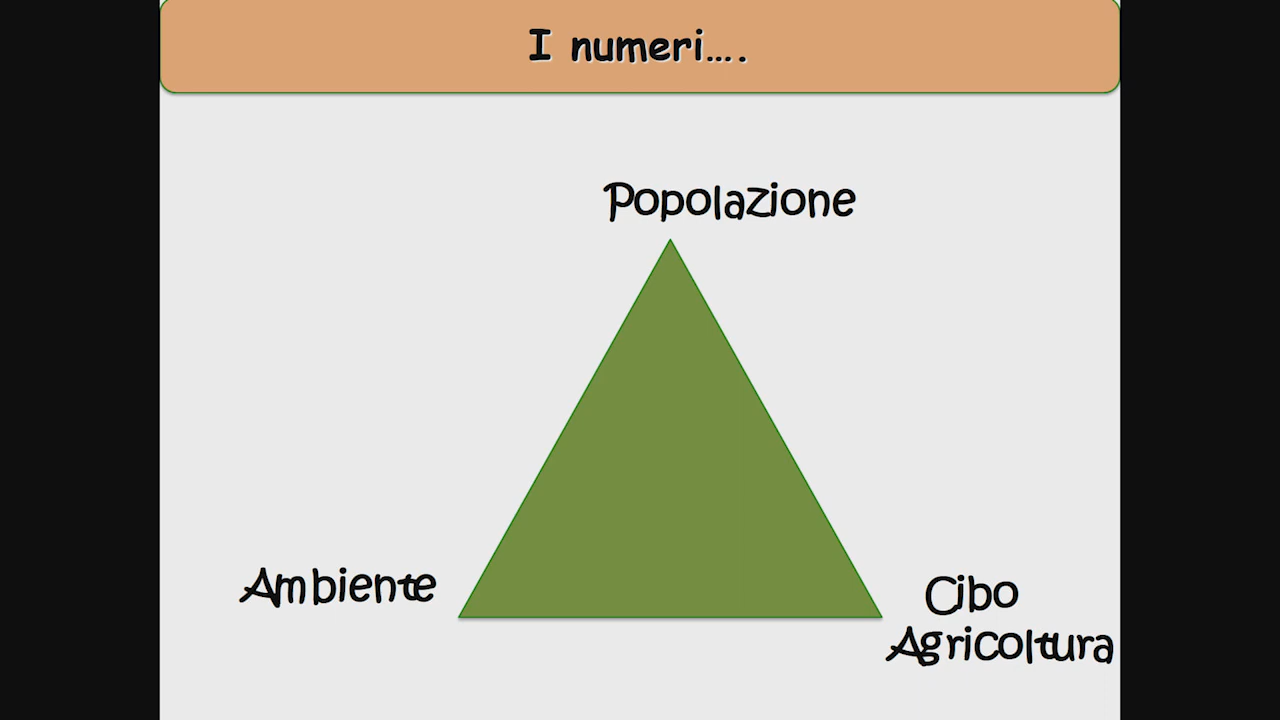 I numeri….
Popolazione
Ambiente
Cibo
Agricoltura